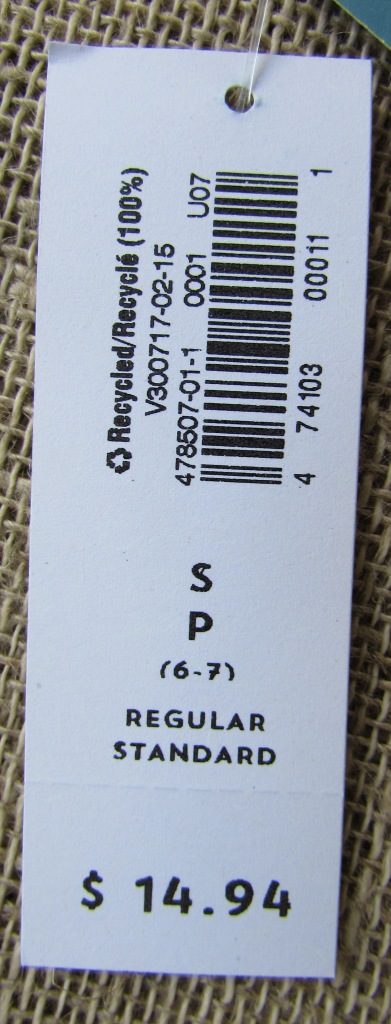 Recycled/Recyclé (100%)
V300717-02-15
478507-01-1 0001 U07
4 74103 00011 1
S
P
(6-7)
REGULAR
STANDARD
$ 14.94